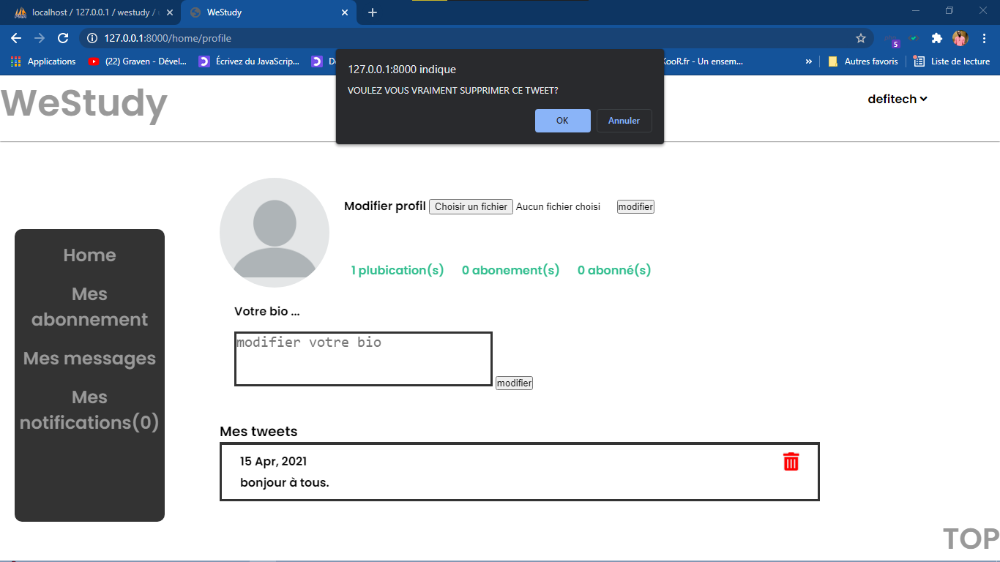 localhost / 127.0.0.1 / westudy /
WeStudy
127.0.0.1:8000/home/profile
5
Applications
(22) Graven - Dével...
Écrivez du JavaScrip...
KooR.fr - Un ensem...
»
Autres favoris
Liste de lecture
127.0.0.1:8000 indique
VOULEZ VOUS VRAIMENT SUPPRIMER CE TWEET?
OK
Annuler
WeStudy
defitech
Modifier profil Choisir un fichier Aucun fichier choisi modifier
1 plubication(s) 0 abonement(s) 0 abonné(s)
Home
Mes
abonnement
Mes messages
Mes
notifications(0)
Votre bio ...
modifier votre bio
modifier
Mes tweets
15 Apr, 2021
bonjour à tous.
TOP